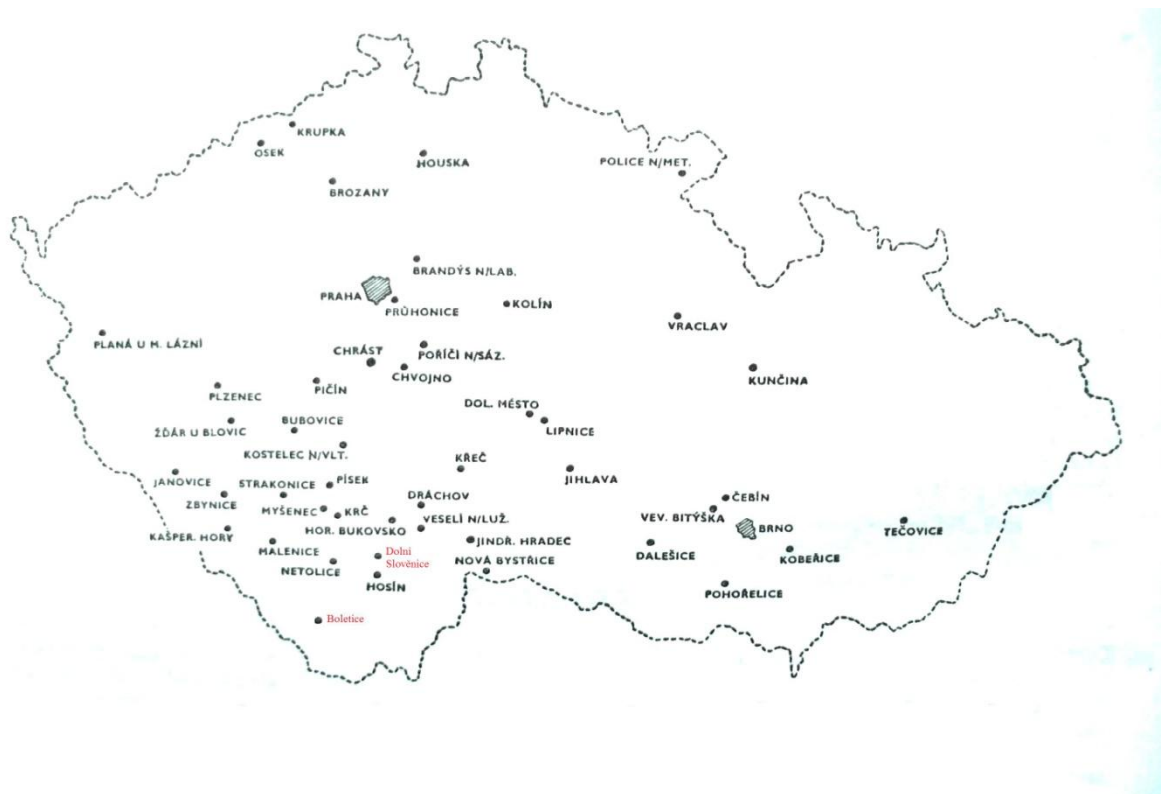 KRUPKA
OSEK
HOUSKA
POLICE N/MET.
BROZANY
BRANDÝS N/LAB.
PRAHA
PRŮHONICE
KOLÍN
VRACLAV
PLANÁ U M. LÁZNÍ
CHRÁST
POŘÍČÍ N/SÁZ.
CHVOJNO
KUNČINA
PLZENEC
PIČÍN
DOL. MĚSTO
BUBOVICE
ŽĎÁR U BLOVIC
LIPNICE
KOSTELEC N/VLT.
KŘEČ
JANOVICE
STRAKONICE
PÍSEK
JIHLAVA
ZBYNICE
DRÁCHOV
ČEBÍN
MYŠENEC
KRČ
VEV. BITÝŠKA
VESELÍ N/LUŽ.
BRNO
KAŠPER. HORY
HOR. BUKOVSKO
TEČOVICE
JINDŘ. HRADEC
MALENICE
Dolní
Slověnice
DALEŠICE
KOBEŘICE
NETOLICE
NOVÁ BYSTŘICE
HOSÍN
POHOŘELICE
Boletice